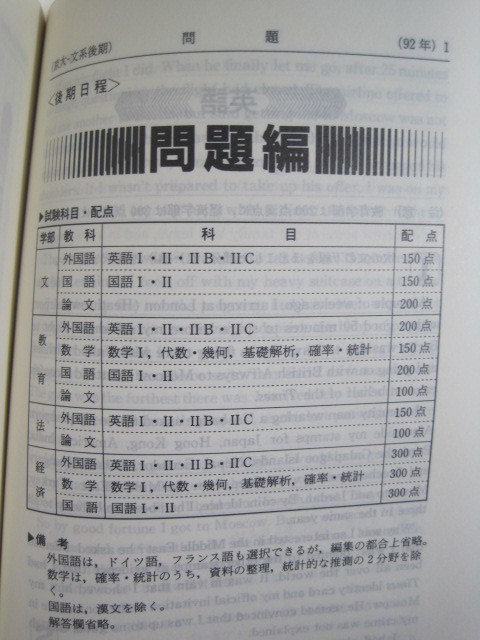 (京大-文系後期) 問題 (92年) 1
〈後期日程〉
問題編
▶試験科目・配点
学部 教科 科目 配点
文 外国語 英語Ⅰ・Ⅱ・ⅡB・ⅡC 150点
国語 国語Ⅰ・Ⅱ 150点
論文 200点
教育 外国語 英語Ⅰ・Ⅱ・ⅡB・ⅡC 200点
数学 数学Ⅰ，代数・幾何，基礎解析，確率・統計 150点
国語 国語Ⅰ・Ⅱ 200点
論文 100点
法 外国語 英語Ⅰ・Ⅱ・ⅡB・ⅡC 150点
論文 100点
経済 外国語 英語Ⅰ・Ⅱ・ⅡB・ⅡC 300点
数学 数学Ⅰ，代数・幾何，基礎解析，確率・統計 300点
国語 国語Ⅰ・Ⅱ 300点
▶備考
外国語は，ドイツ語，フランス語も選択できるが，編集の都合上省略。
数学は，確率・統計のうち，資料の整理，統計的な推測の2分野を除
く。
国語は，漢文を除く。
解答欄省略。